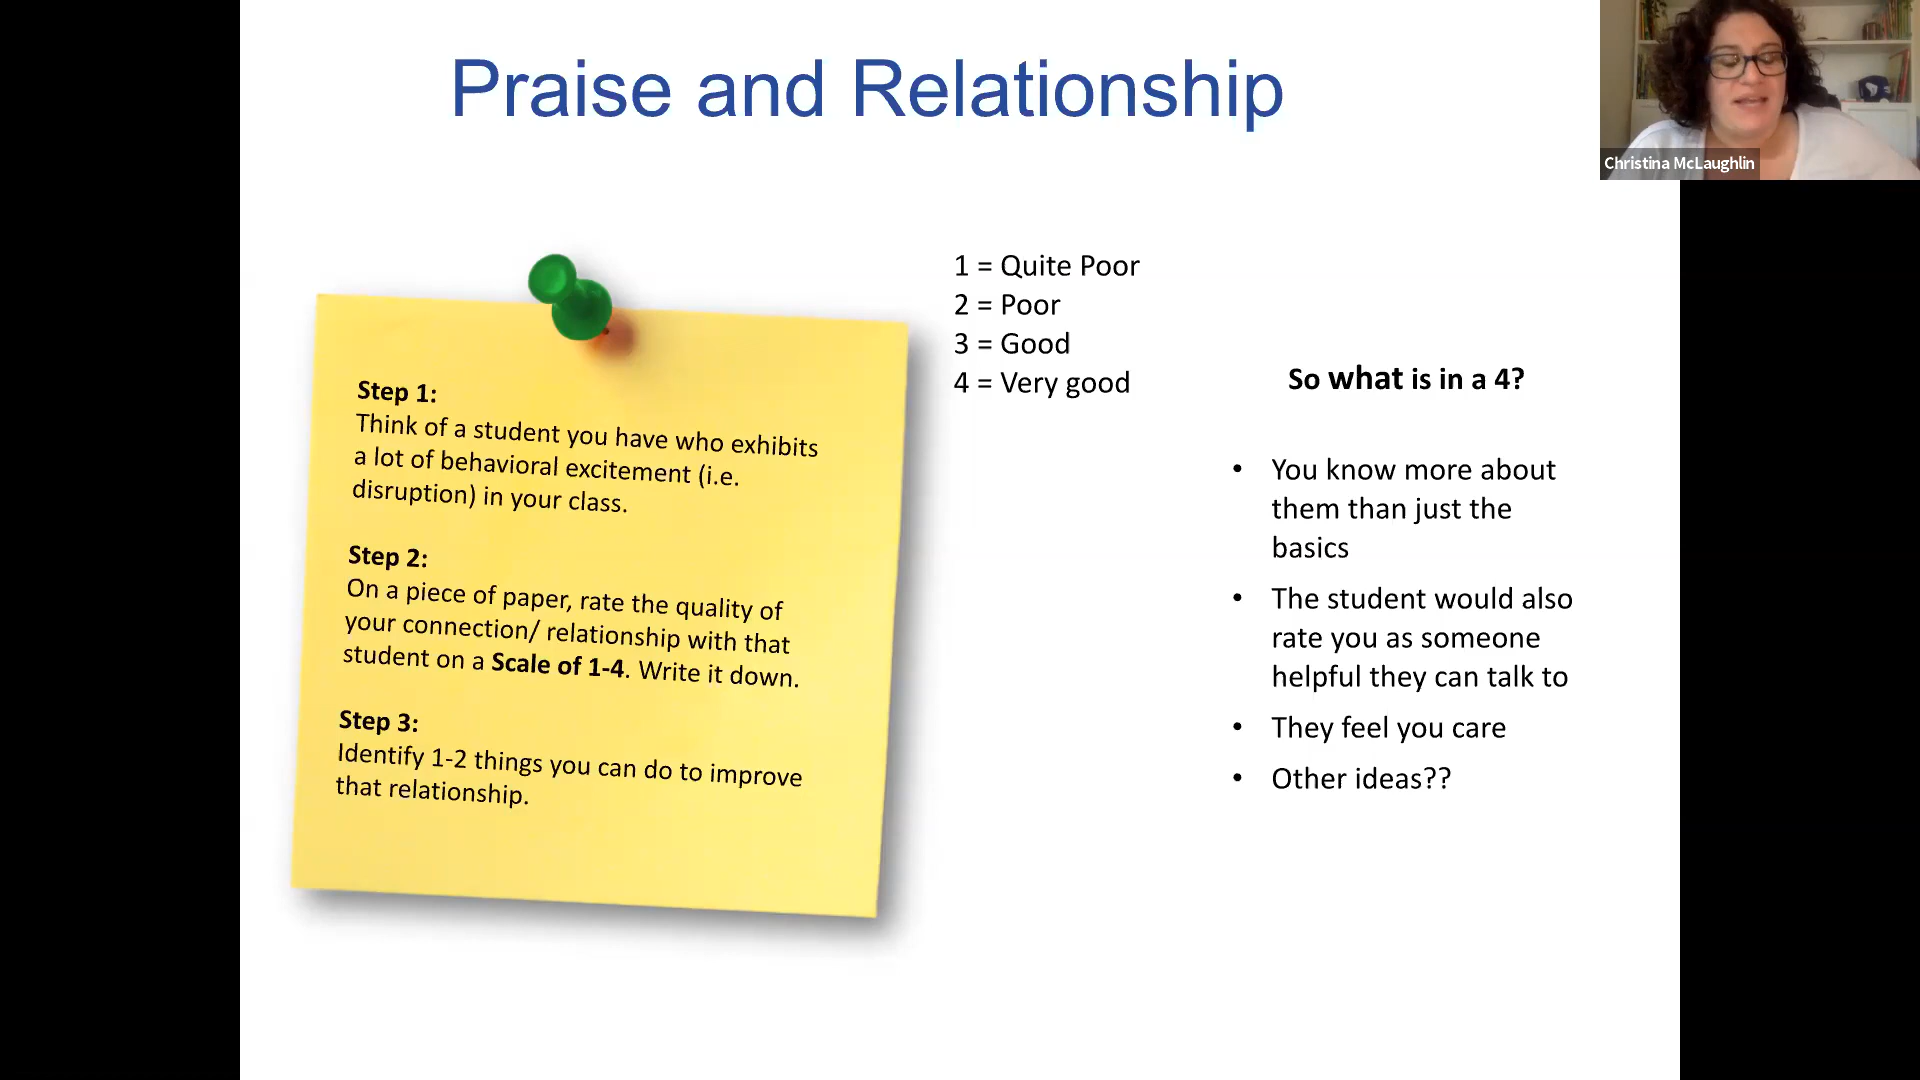 Praise and Relationship
Christina McLaughlin
1 = Quite Poor
2 = Poor
3 = Good
4 = Very good
Step 1:
Think of a student you have who exhibits
a lot of behavioral excitement (i.e.
disruption) in your class.
Step 2:
On a piece of paper, rate the quality of
your connection/ relationship with that
student on a Scale of 1-4. Write it down.
Step 3:
Identify 1-2 things you can do to improve
that relationship.
So what is in a 4?
• You know more about
them than just the
basics
• The student would also
rate you as someone
helpful they can talk to
• They feel you care
• Other ideas??